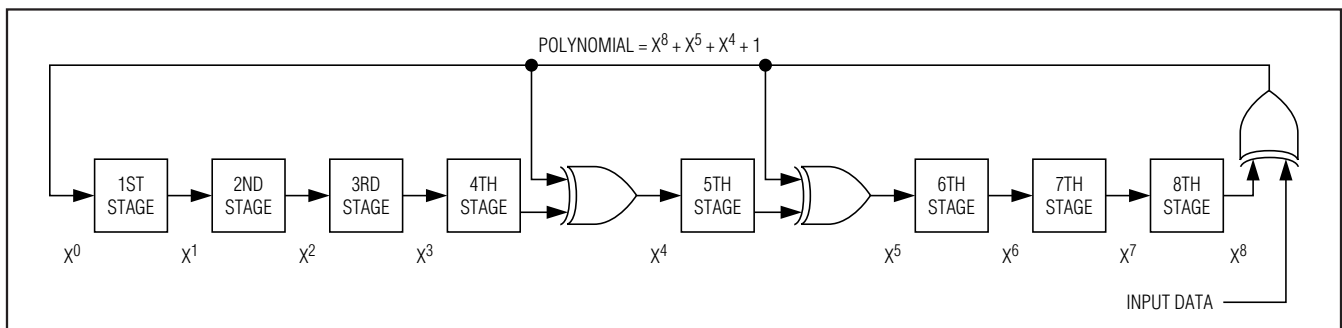 POLYNOMIAL = X⁸ + X⁵ + X⁴ + 1
1ST
STAGE
2ND
STAGE
3RD
STAGE
4TH
STAGE
5TH
STAGE
6TH
STAGE
7TH
STAGE
8TH
STAGE
X⁰
X¹
X²
X³
X⁴
X⁵
X⁶
X⁷
X⁸
INPUT DATA